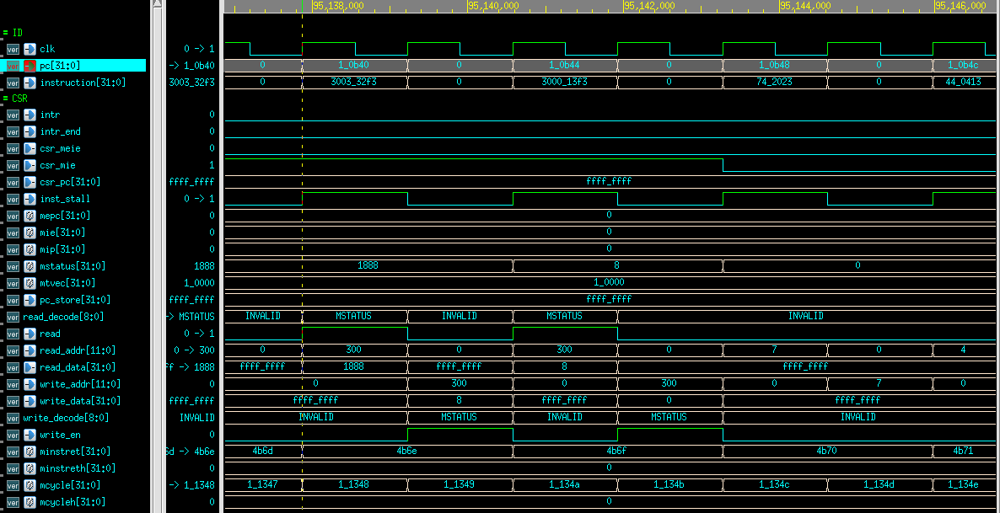 95,138,000 95,140,000 95,142,000 95,144,000 95,146,000
= ID
ver clk 0 -> 1
ver pc[31:0] -> 1_0b40 0 1_0b40 0 1_0b44 0 1_0b48 0 1_0b4c
ver instruction[31:0] 3003_32f3 0 3003_32f3 0 3000_13f3 0 74_2023 0 44_0413
= CSR
ver intr 0
ver intr_end 0
ver csr_meie 0
ver csr_mie 1
ver csr_pc[31:0] ffff_ffff ffff_ffff
ver inst_stall 0 -> 1
ver mepc[31:0] 0 0
ver mie[31:0] 0 0
ver mip[31:0] 0 0
ver mstatus[31:0] 1888 1888 8 0
ver mtvec[31:0] 1_0000 1_0000
ver pc_store[31:0] ffff_ffff ffff_ffff
ver read_decode[8:0] -> MSTATUS INVALID MSTATUS INVALID MSTATUS INVALID
ver read 0 -> 1
ver read_addr[11:0] 0 -> 300 0 300 0 300 0 7 0 4
ver read_data[31:0] ff -> 1888 ffff_ffff 1888 ffff_ffff 8 ffff_ffff
ver write_addr[11:0] 0 0 300 0 300 0 7 0
ver write_data[31:0] ffff_ffff ffff_ffff 8 ffff_ffff 0 ffff_ffff
ver write_decode[8:0] INVALID INVALID MSTATUS INVALID MSTATUS INVALID
ver write_en 0
ver minstret[31:0] 6d -> 4b6e 4b6d 4b6e 4b6f 4b70 4b71
ver minstreth[31:0] 0 0
ver mcycle[31:0] -> 1_1348 1_1347 1_1348 1_1349 1_134a 1_134b 1_134c 1_134d 1_134e
ver mcycleh[31:0] 0 0